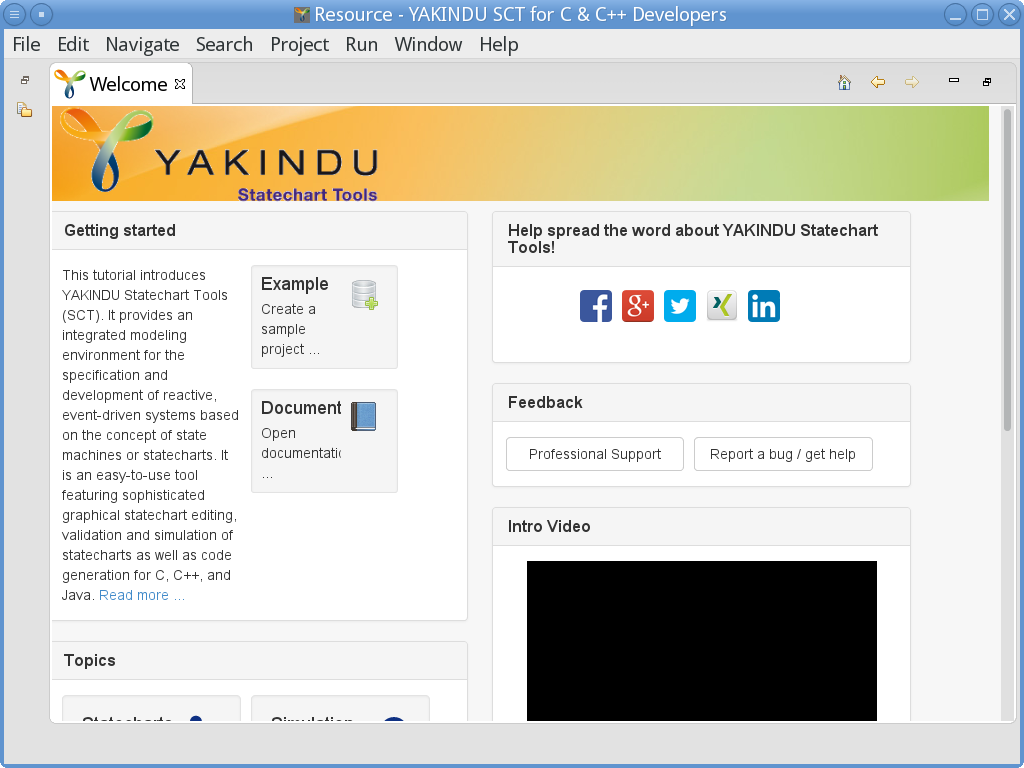 Resource - YAKINDU SCT for C & C++ Developers
File Edit Navigate Search Project Run Window Help
Welcome
YAKINDU
Statechart Tools
Getting started
This tutorial introduces
YAKINDU Statechart Tools
(SCT). It provides an
integrated modeling
environment for the
specification and
development of reactive,
event-driven systems based
on the concept of state
machines or statecharts. It
is an easy-to-use tool
featuring sophisticated
graphical statechart editing,
validation and simulation of
statecharts as well as code
generation for C, C++, and
Java. Read more ...
Example
Create a
sample
project ...
Document
Open
documentatic
...
Topics
Statecharts
Simulation
Help spread the word about YAKINDU Statechart
Tools!
Feedback
Professional Support
Report a bug / get help
Intro Video